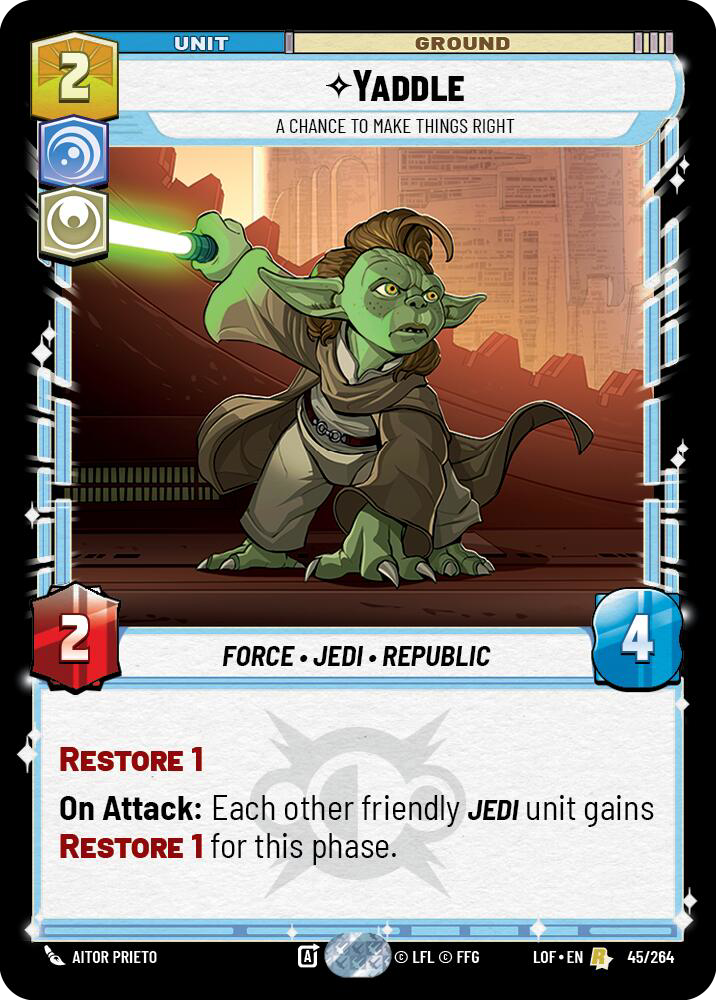 UNIT
GROUND
2
YADDLE
A CHANCE TO MAKE THINGS RIGHT
2
4
FORCE • JEDI • REPUBLIC
RESTORE 1
On Attack: Each other friendly JEDI unit gains
RESTORE 1 for this phase.
AITOR PRIETO
A
© LFL © FFG
LOF • EN
R
45/264